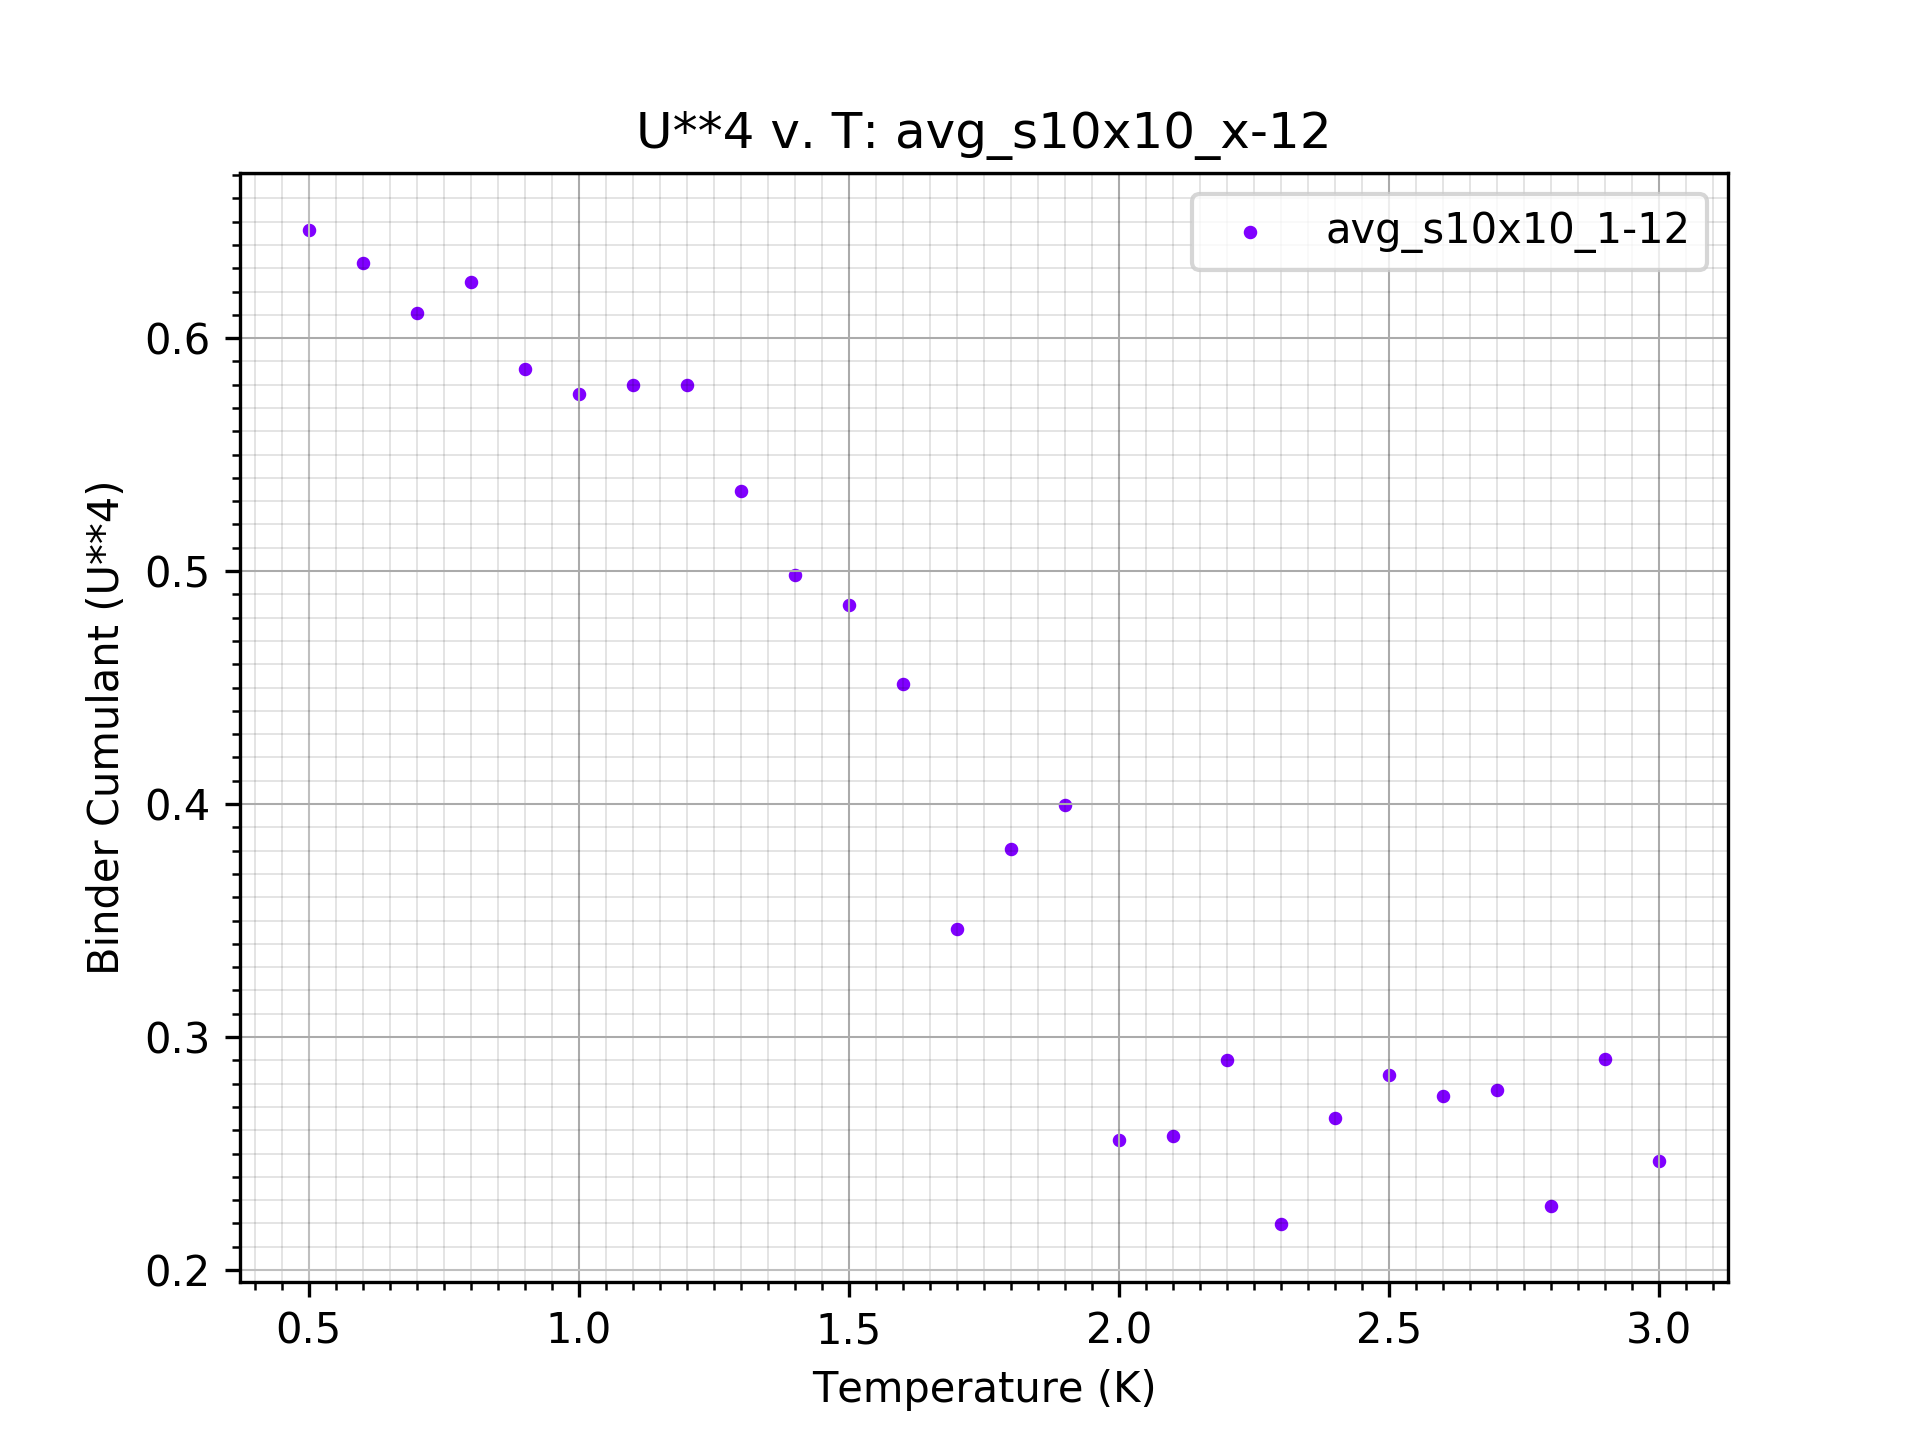 U**4 v. T: avg_s10x10_x-12
avg_s10x10_1-12
Binder Cumulant (U**4)
0.6
0.5
0.4
0.3
0.2
0.5 1.0 1.5 2.0 2.5 3.0
Temperature (K)